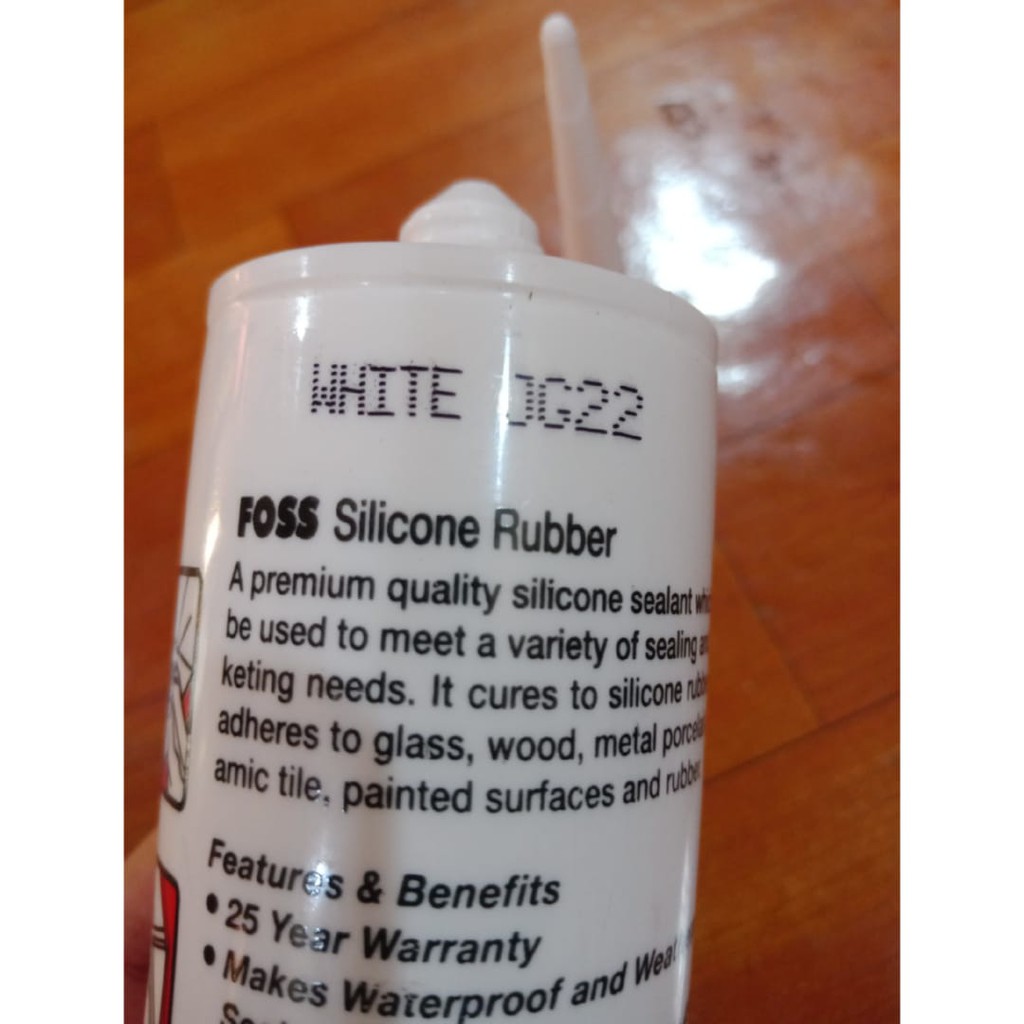 WHITE JG22
FOSS Silicone Rubber
A premium quality silicone sealant
be used to meet a variety of sealing
keting needs. It cures to silicone
adheres to glass, wood, metal
amic tile, painted surfaces and rubber
Features & Benefits
• 25 Year Warranty
• Makes Waterproof and